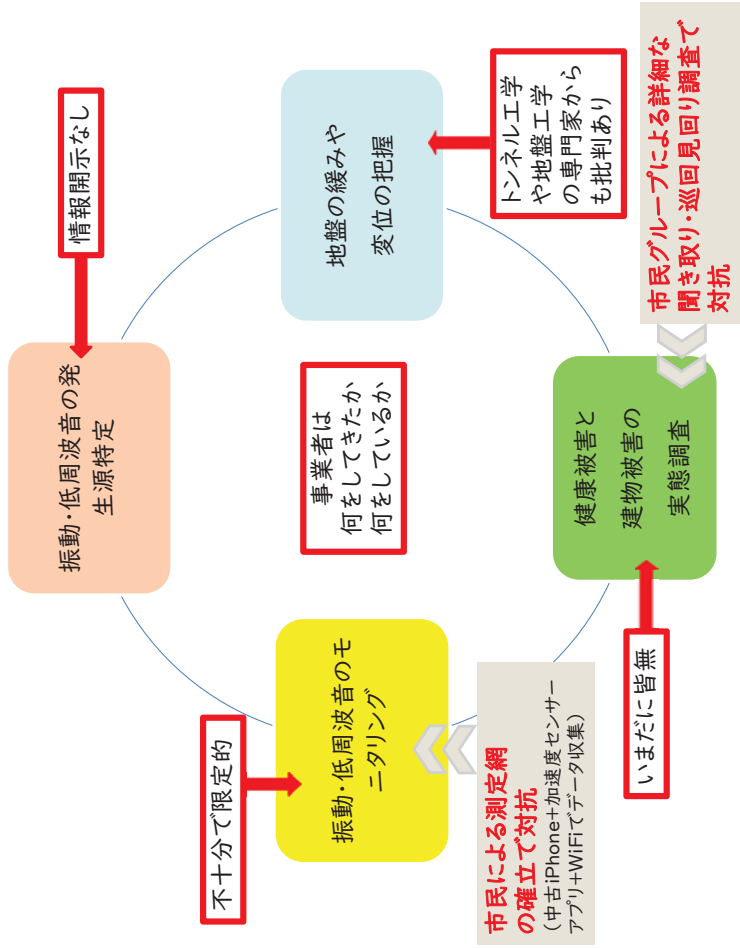 情報開示なし
振動・低周波音の発
生源特定
地盤の緩みや
変位の把握
トンネル工学
や地盤工学
の専門家から
も批判あり
事業者は
何をしてきたか
何をしているか
不十分で限定的
振動・低周波音のモ
ニタリング
市民による測定網
の確立で対抗
(中古iPhone+加速度センサー
アプリ+WiFiでデータ収集)
健康被害と
建物被害の
実態調査
いまだに皆無
市民グループによる詳細な
聞き取り・巡回見回り調査で
対抗